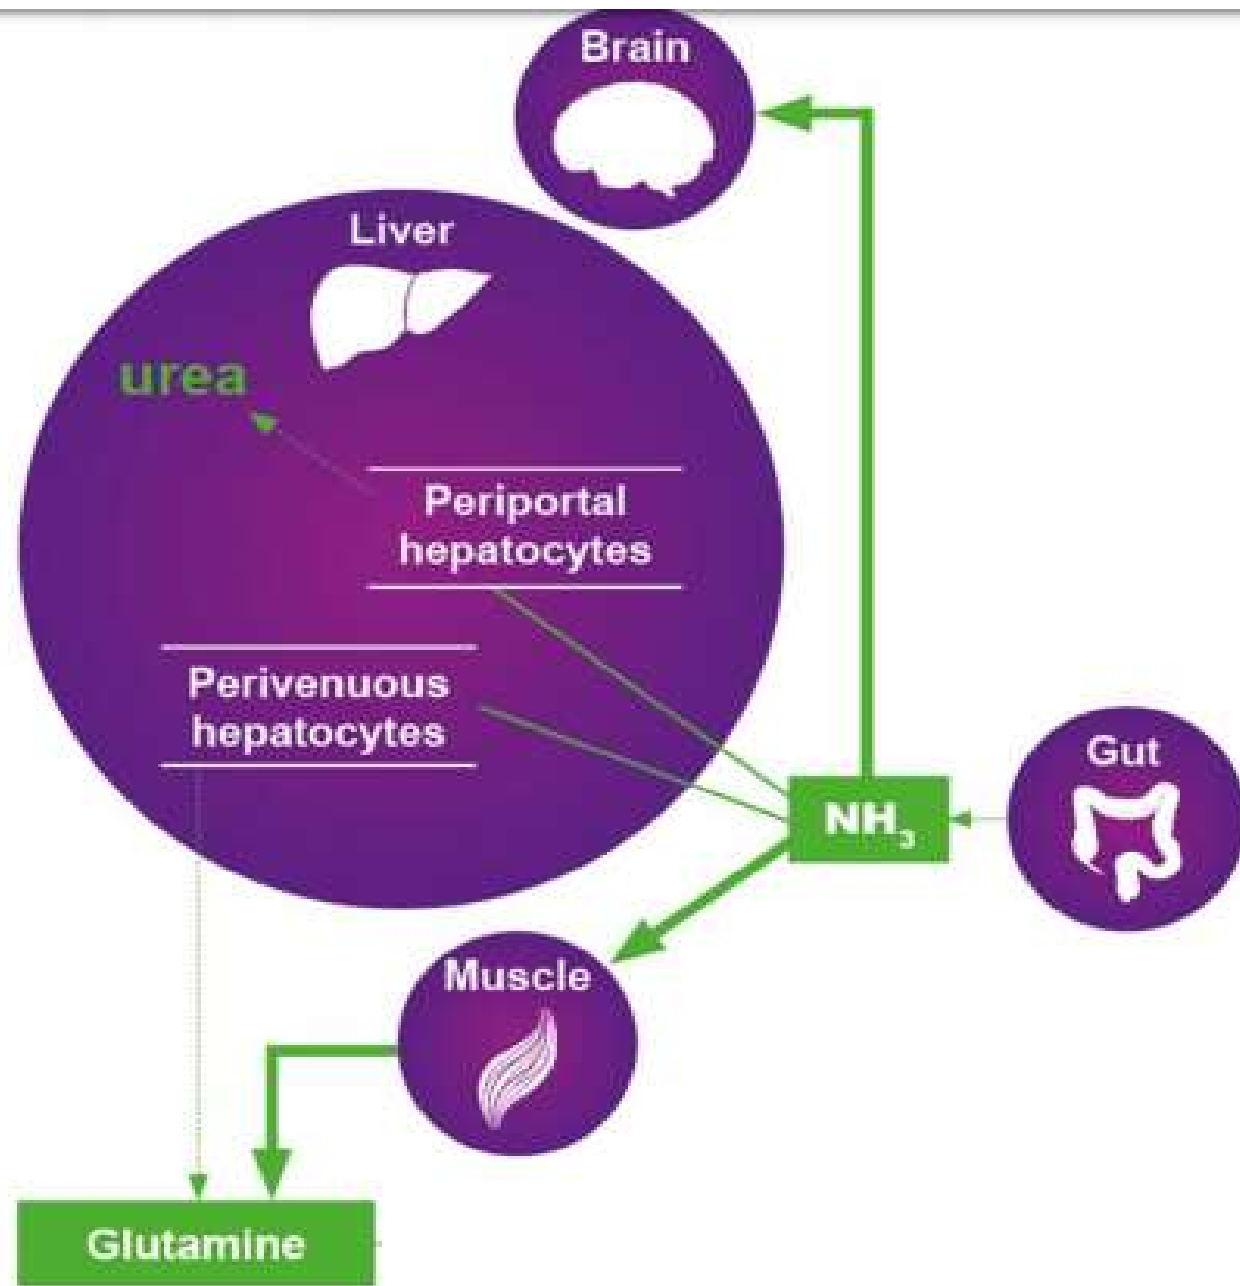 Brain
Liver
urea
Periportal
hepatocytes
Perivenuous
hepatocytes
Gut
NH₃
Muscle
Glutamine